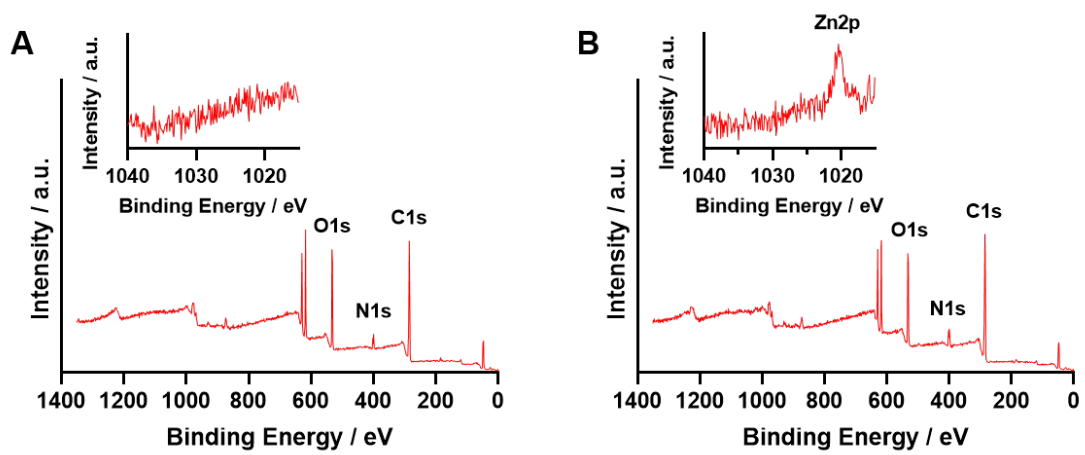 A
Intensity / a.u.
1040 1030 1020
Binding Energy / eV
Intensity / a.u.
O1s
N1s
C1s
1400 1200 1000 800 600 400 200 0
Binding Energy / eV
B
Zn2p
Intensity / a.u.
1040 1030 1020
Binding Energy / eV
Intensity / a.u.
O1s
N1s
C1s
1400 1200 1000 800 600 400 200 0
Binding Energy / eV